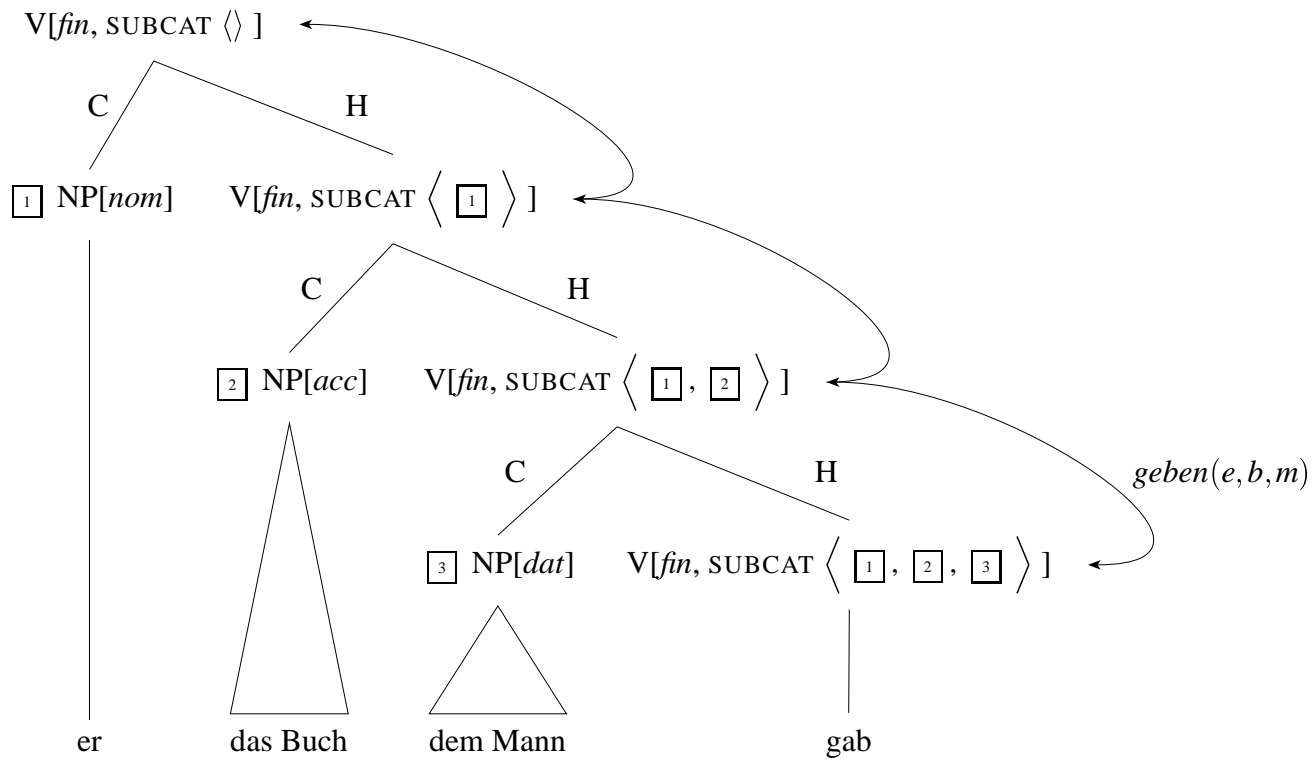 V[fin, SUBCAT ⟨⟩ ]
C H
1 NP[nom] V[fin, SUBCAT ⟨ 1 ⟩ ]
C H
2 NP[acc] V[fin, SUBCAT ⟨ 1 , 2 ⟩ ]
C H geben(e,b,m)
3 NP[dat] V[fin, SUBCAT ⟨ 1 , 2 , 3 ⟩ ]
er das Buch dem Mann gab